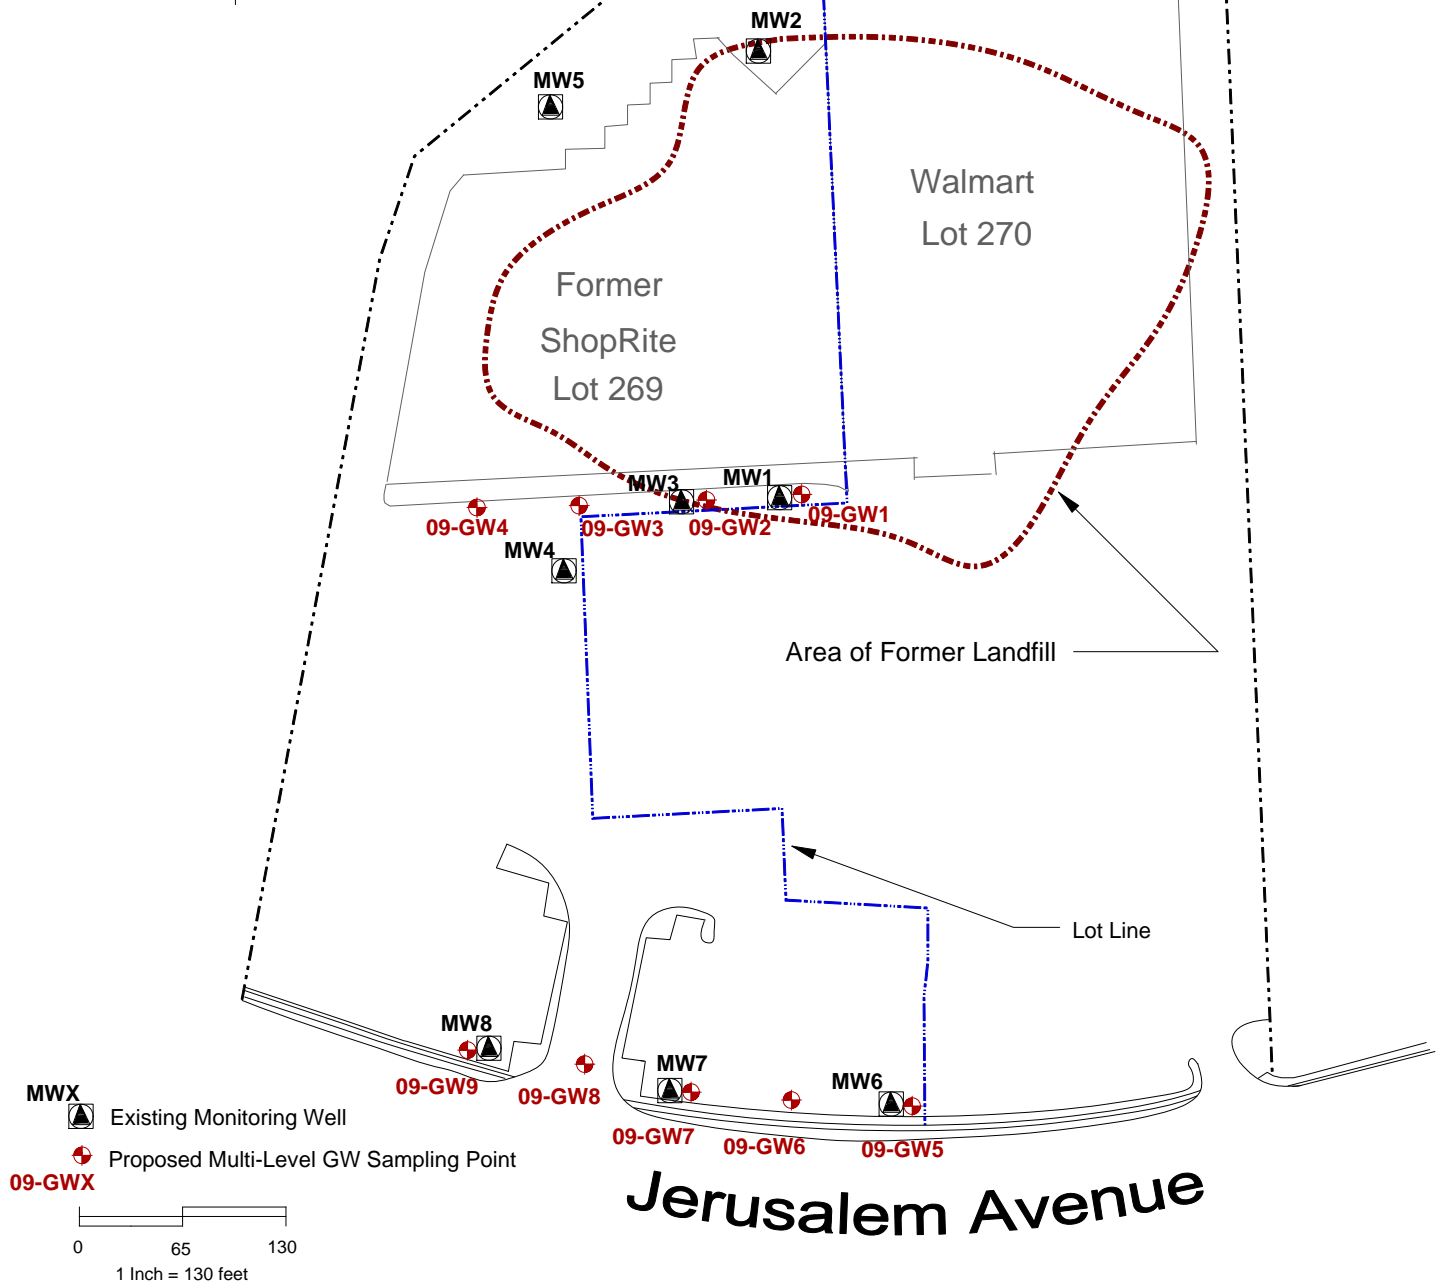 MW2
MW5
Walmart
Lot 270
Former
ShopRite
Lot 269
MW3
MW1
09-GW4
09-GW3
09-GW2
09-GW1
MW4
Area of Former Landfill
Lot Line
MW8
09-GW9
09-GW8
MW7
MW6
09-GW7
09-GW6
09-GW5
MWX
Existing Monitoring Well
Proposed Multi-Level GW Sampling Point
09-GWX
Jerusalem Avenue
0 65 130
1 Inch = 130 feet